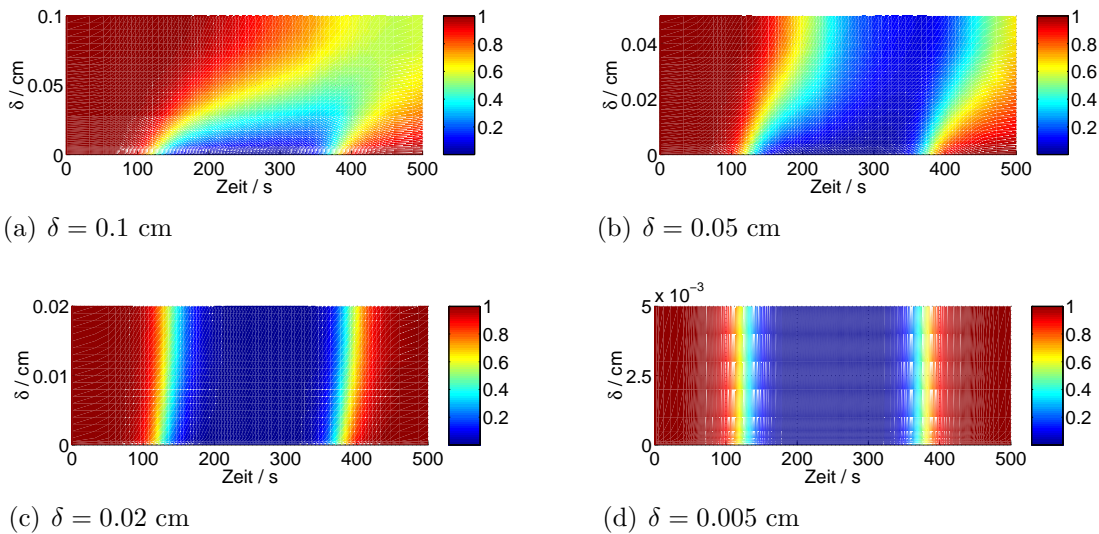 0.1
0.05
0
δ / cm
0 100 200 300 400 500
Zeit / s
1
0.8
0.6
0.4
0.2
(a) δ = 0.1 cm
0.04
0.02
0
δ / cm
0 100 200 300 400 500
Zeit / s
1
0.8
0.6
0.4
0.2
(b) δ = 0.05 cm
0.02
0.01
0
δ / cm
0 100 200 300 400 500
Zeit / s
1
0.8
0.6
0.4
0.2
(c) δ = 0.02 cm
5 x 10⁻³
2.5
0
δ / cm
0 100 200 300 400 500
Zeit / s
1
0.8
0.6
0.4
0.2
(d) δ = 0.005 cm